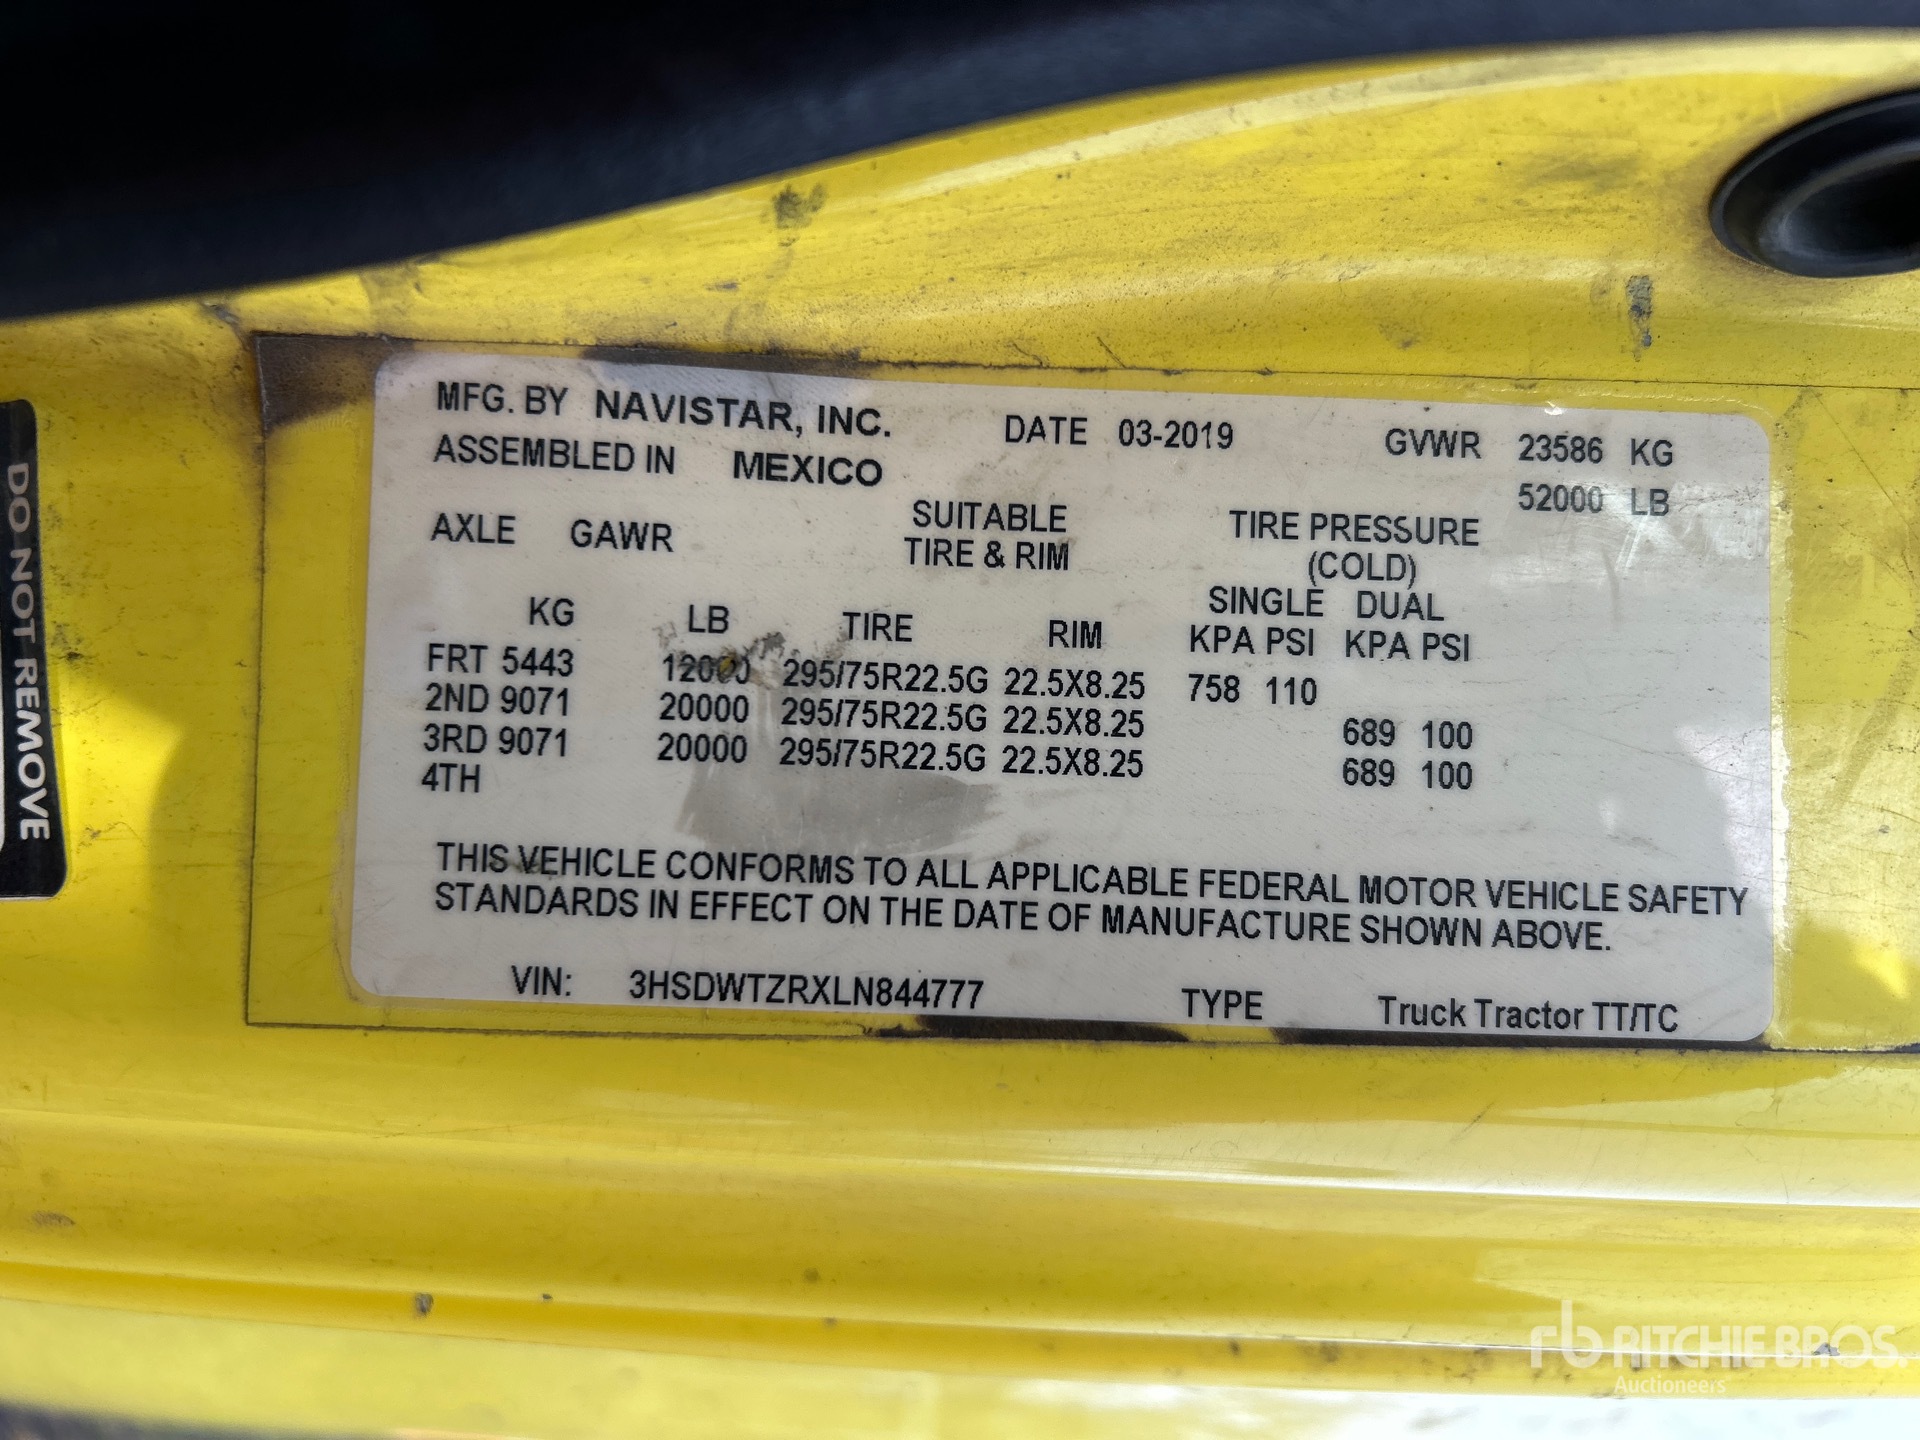 MFG. BY NAVISTAR, INC. DATE 03-2019 GVWR 23586 KG
ASSEMBLED IN MEXICO 52000 LB
AXLE GAWR SUITABLE TIRE PRESSURE
TIRE & RIM (COLD)
SINGLE DUAL
KG LB TIRE RIM KPA PSI KPA PSI
FRT 5443 12000 295/75R22.5G 22.5X8.25 758 110
2ND 9071 20000 295/75R22.5G 22.5X8.25 689 100
3RD 9071 20000 295/75R22.5G 22.5X8.25 689 100
4TH
THIS VEHICLE CONFORMS TO ALL APPLICABLE FEDERAL MOTOR VEHICLE SAFETY
STANDARDS IN EFFECT ON THE DATE OF MANUFACTURE SHOWN ABOVE.
VIN: 3HSDWTZRXLN844777 TYPE Truck Tractor TT/TC
DO NOT REMOVE
rb RITCHIE BROS.
Auctioneers